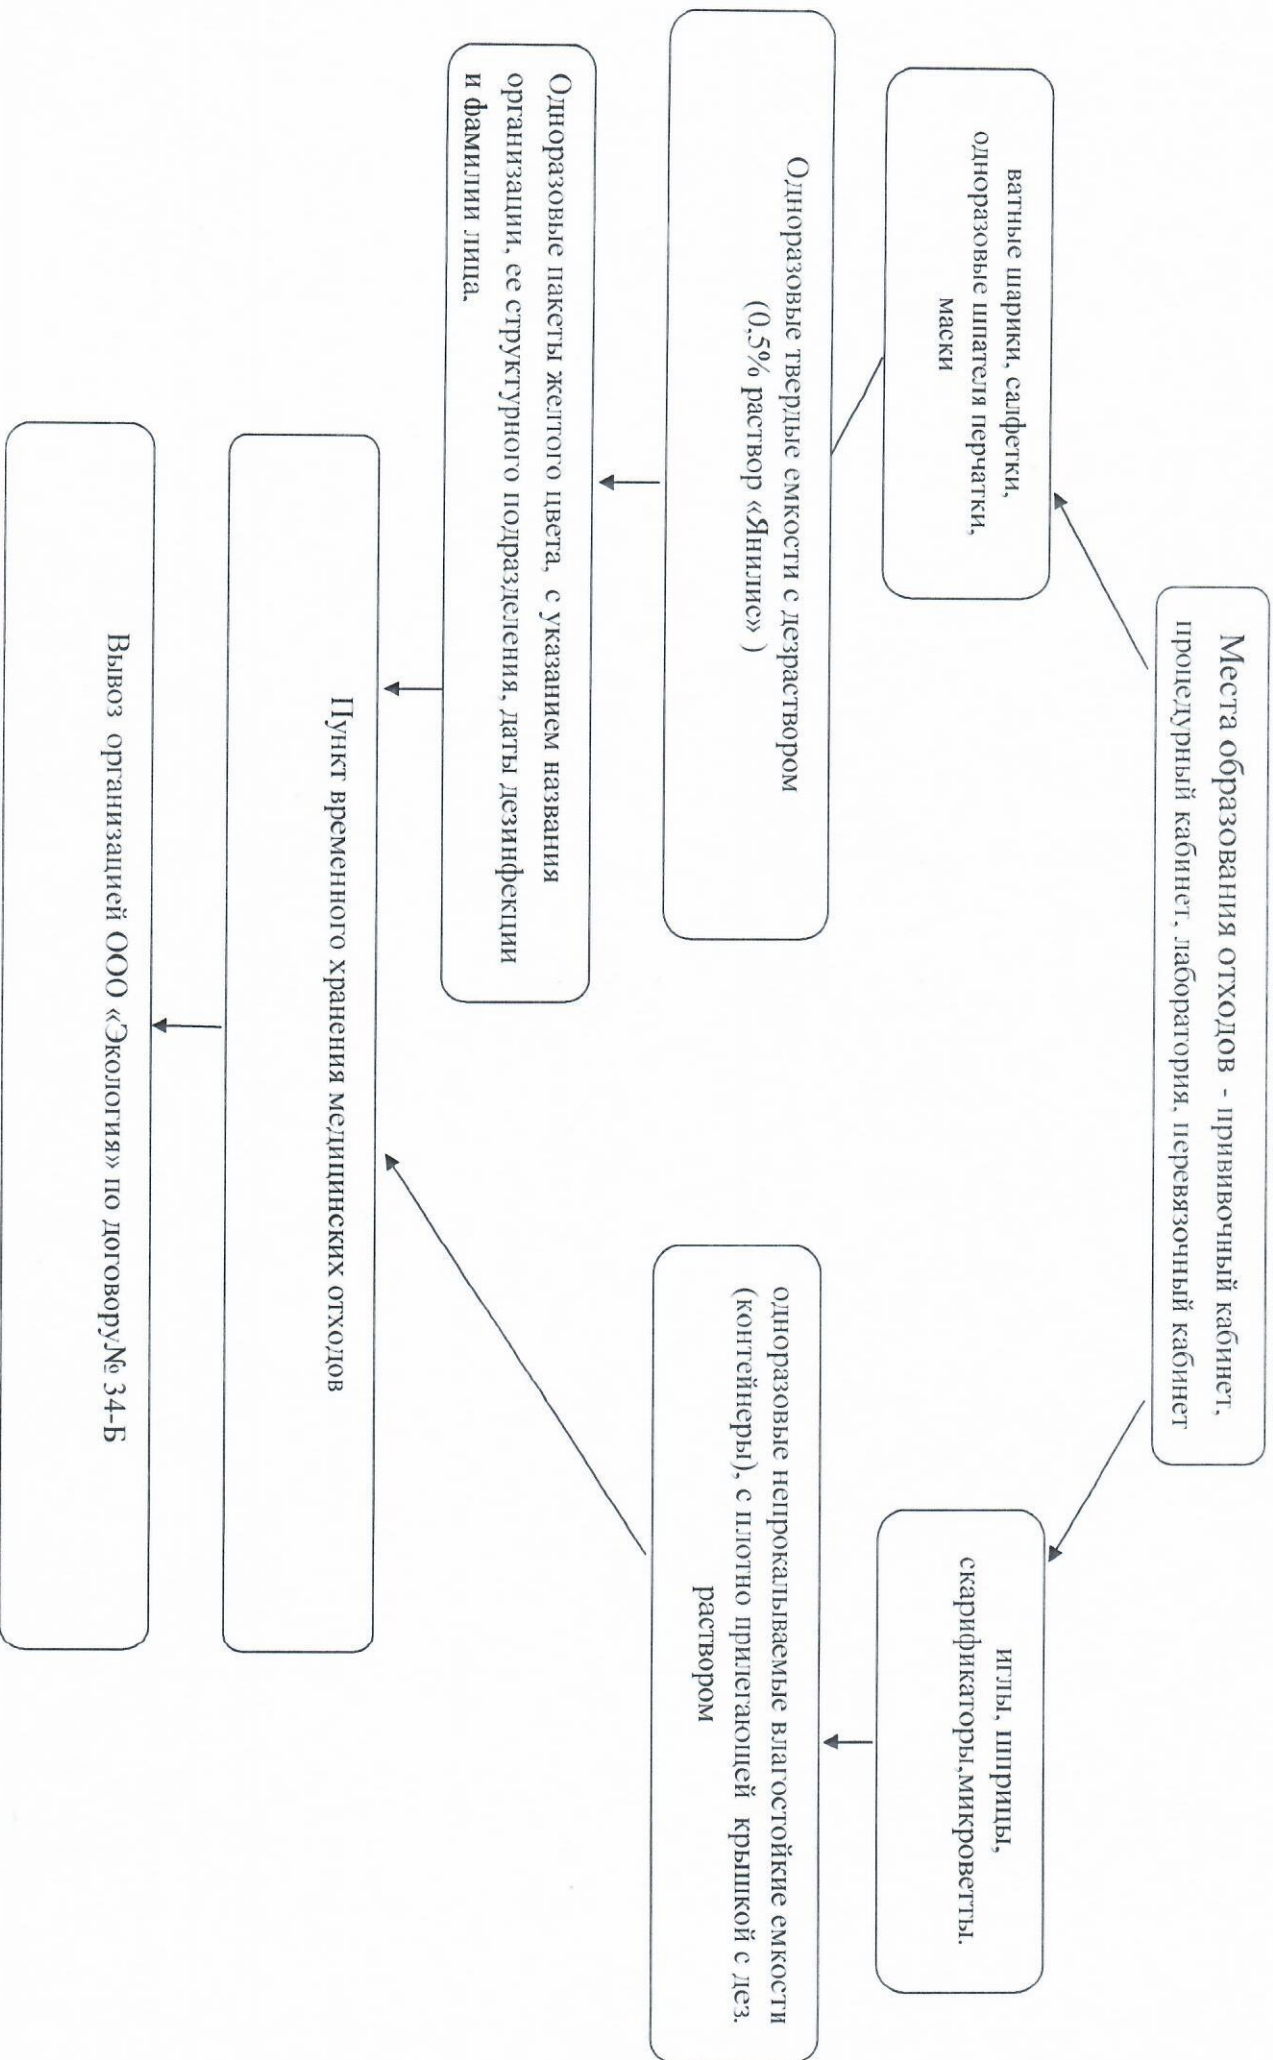 Места образования отходов - прививочный кабинет,
процедурный кабинет, лаборатория, перевязочный кабинет
ватные шарики, салфетки,
одноразовые шпателя перчатки,
маски
иглы, шприцы,
скарификаторы,микроветты.
Одноразовые твердые емкости с дезраствором
(0,5% раствор «Янилис» )
одноразовые непрокалываемые влагостойкие емкости
(контейнеры), с плотно прилегающей крышкой с дез.
раствором
Одноразовые пакеты желтого цвета, с указанием названия
организации, ее структурного подразделения, даты дезинфекции
и фамилии лица.
Пункт временного хранения медицинских отходов
Вывоз организацией ООО «Экология» по договору№ 34-Б